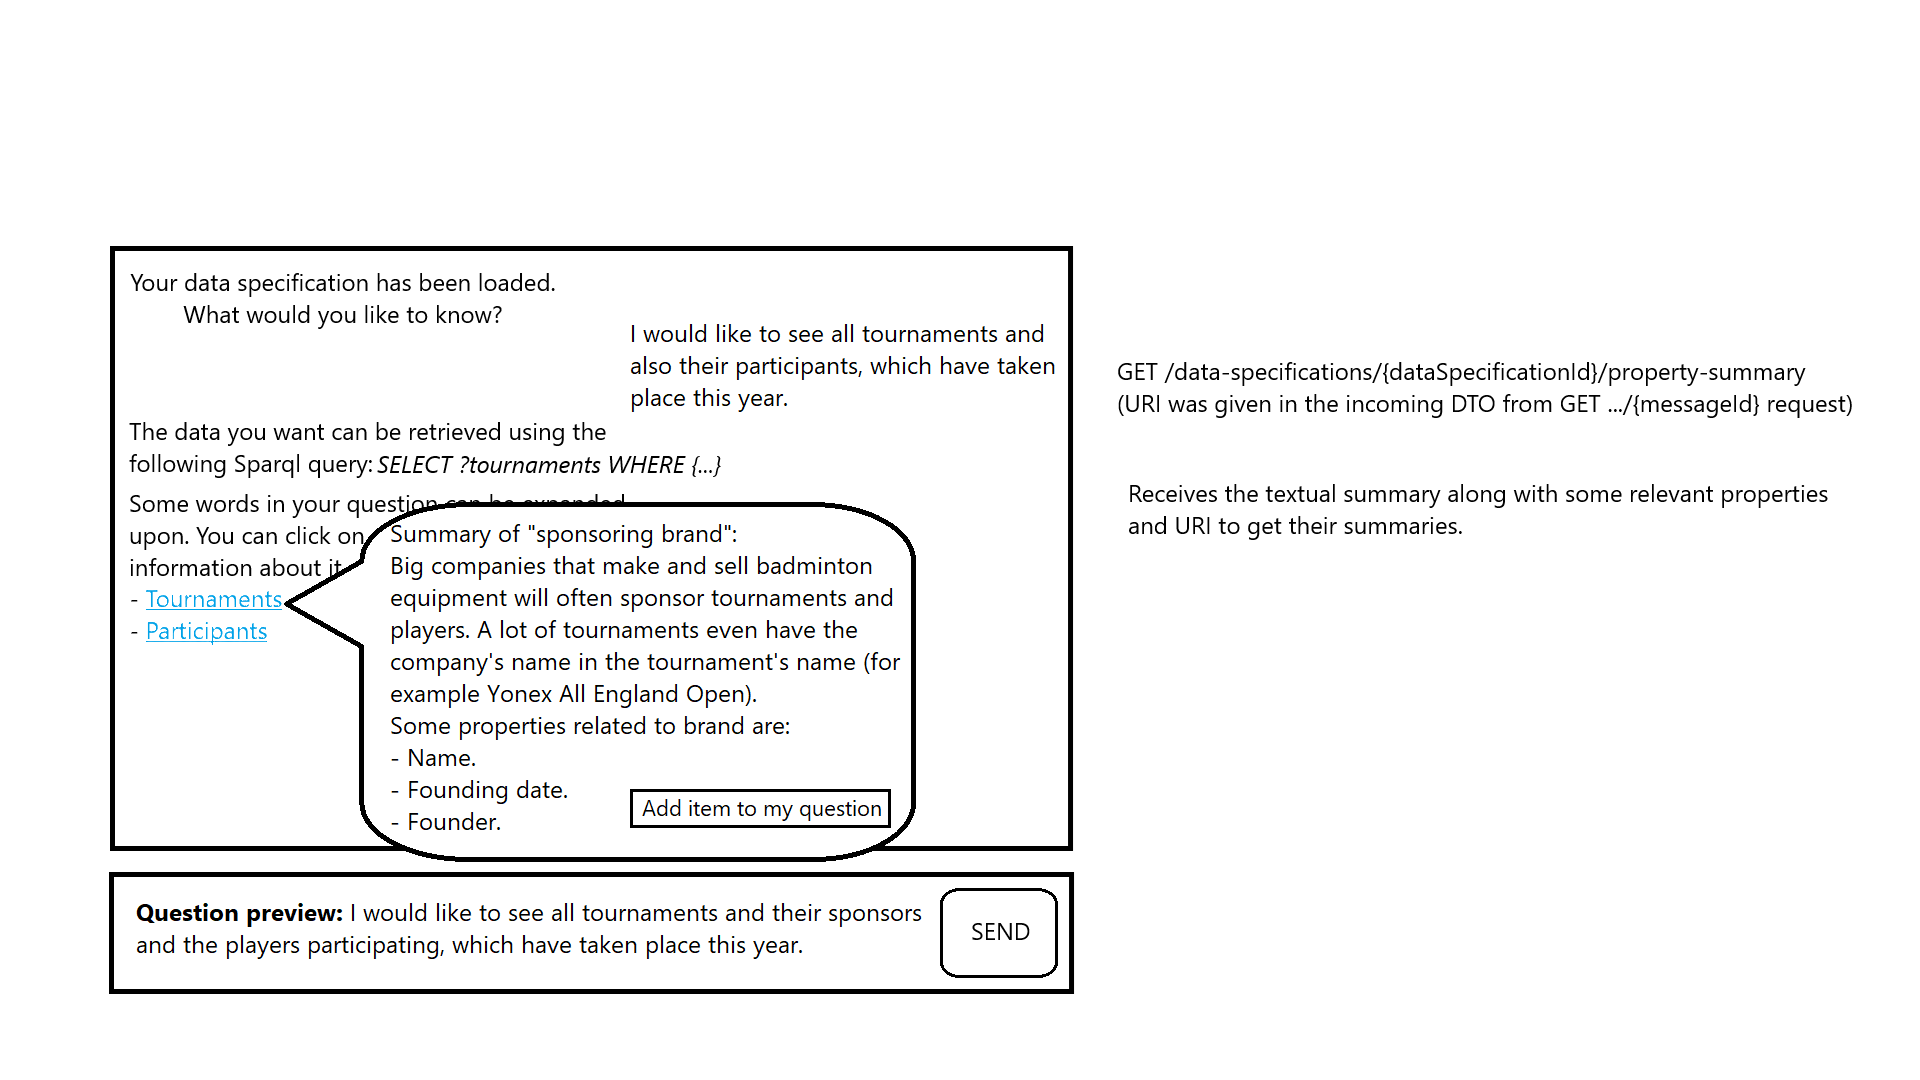 Your data specification has been loaded.
What would you like to know?
I would like to see all tournaments and
also their participants, which have taken
place this year.
The data you want can be retrieved using the
following Sparql query: SELECT ?tournaments WHERE {...}
Some words in your question can be expanded
upon. You can click on
information about it
- Tournaments
- Participants
Summary of "sponsoring brand":
Big companies that make and sell badminton
equipment will often sponsor tournaments and
players. A lot of tournaments even have the
company's name in the tournament's name (for
example Yonex All England Open).
Some properties related to brand are:
- Name.
- Founding date.
- Founder.
Add item to my question
Question preview: I would like to see all tournaments and their sponsors
and the players participating, which have taken place this year.
SEND
GET /data-specifications/{dataSpecificationId}/property-summary
(URI was given in the incoming DTO from GET .../{messageId} request)
Receives the textual summary along with some relevant properties
and URI to get their summaries.